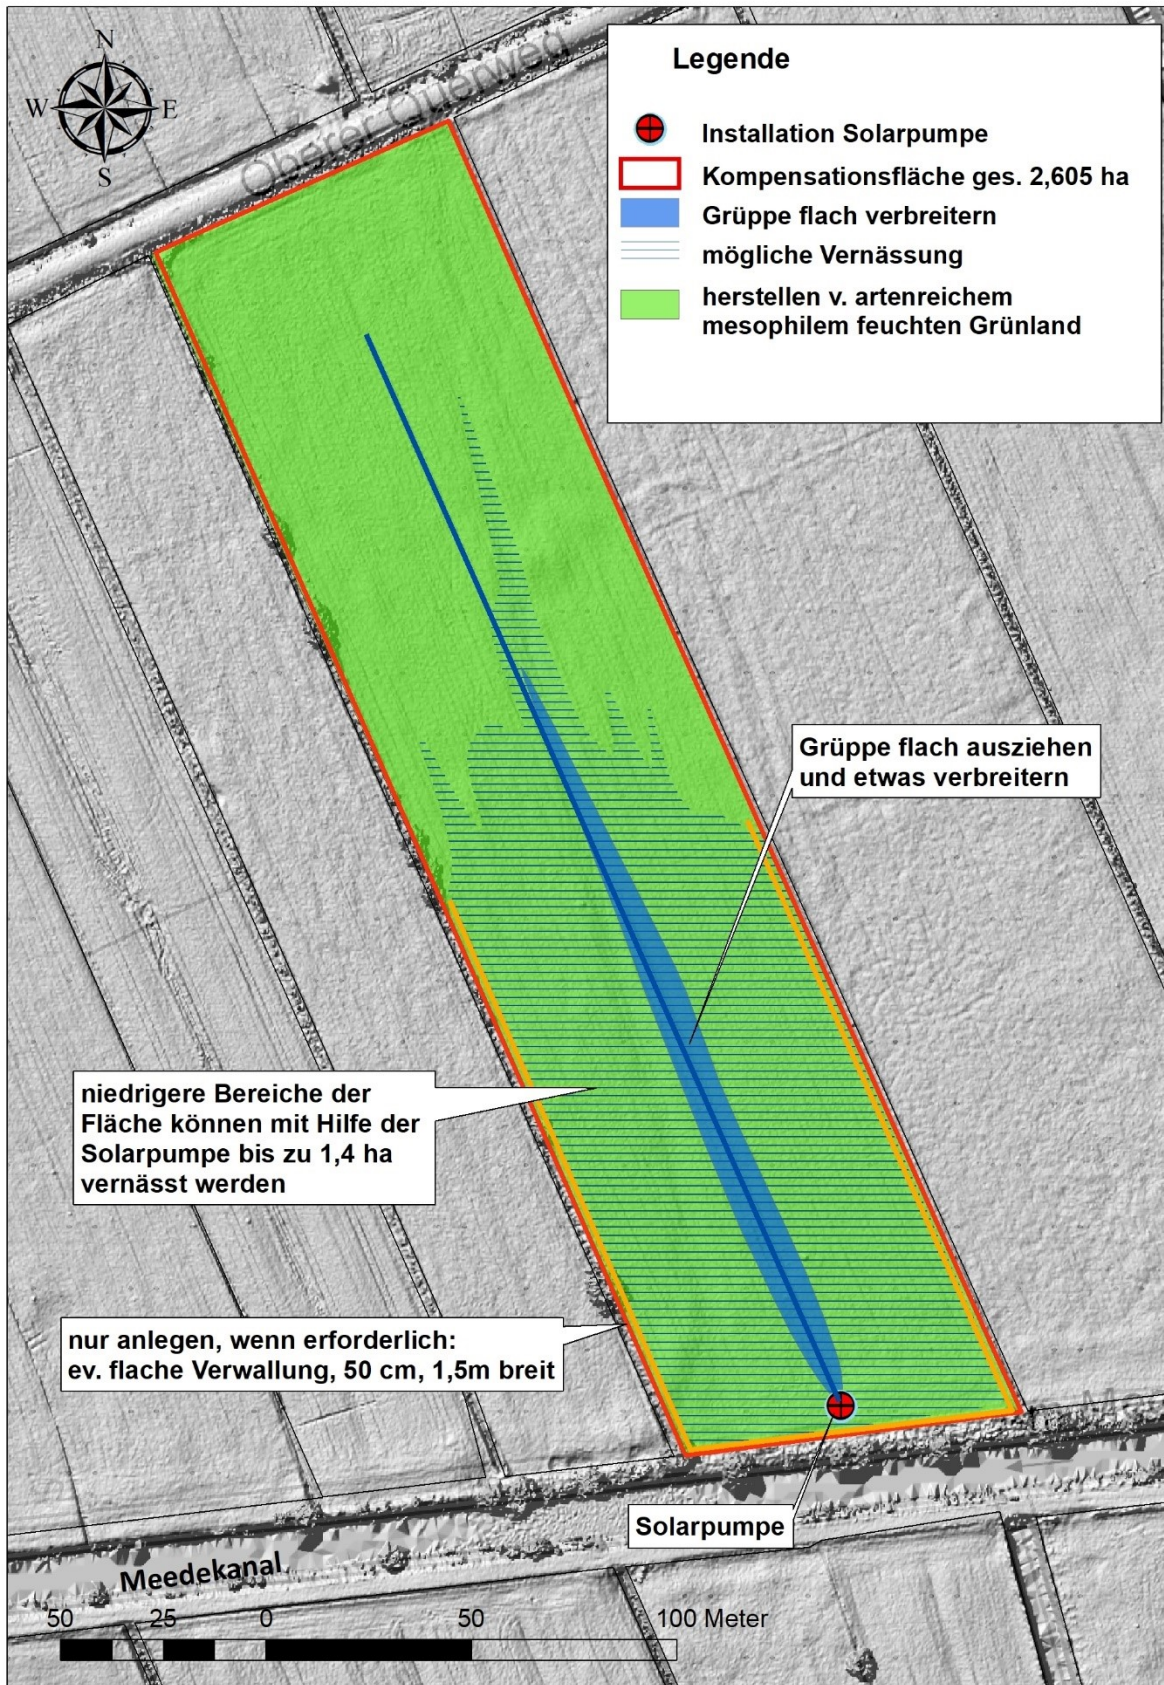 N
W E
S
Oberer Querweg
Legende
Installation Solarpumpe
Kompensationsfläche ges. 2,605 ha
Grüppe flach verbreitern
mögliche Vernässung
herstellen v. artenreichem
mesophilem feuchten Grünland
Grüppe flach ausziehen
und etwas verbreitern
niedrigere Bereiche der
Fläche können mit Hilfe der
Solarpumpe bis zu 1,4 ha
vernässt werden
nur anlegen, wenn erforderlich:
ev. flache Verwallung, 50 cm, 1,5m breit
Solarpumpe
Meedekanal
50 25 0 50 100 Meter